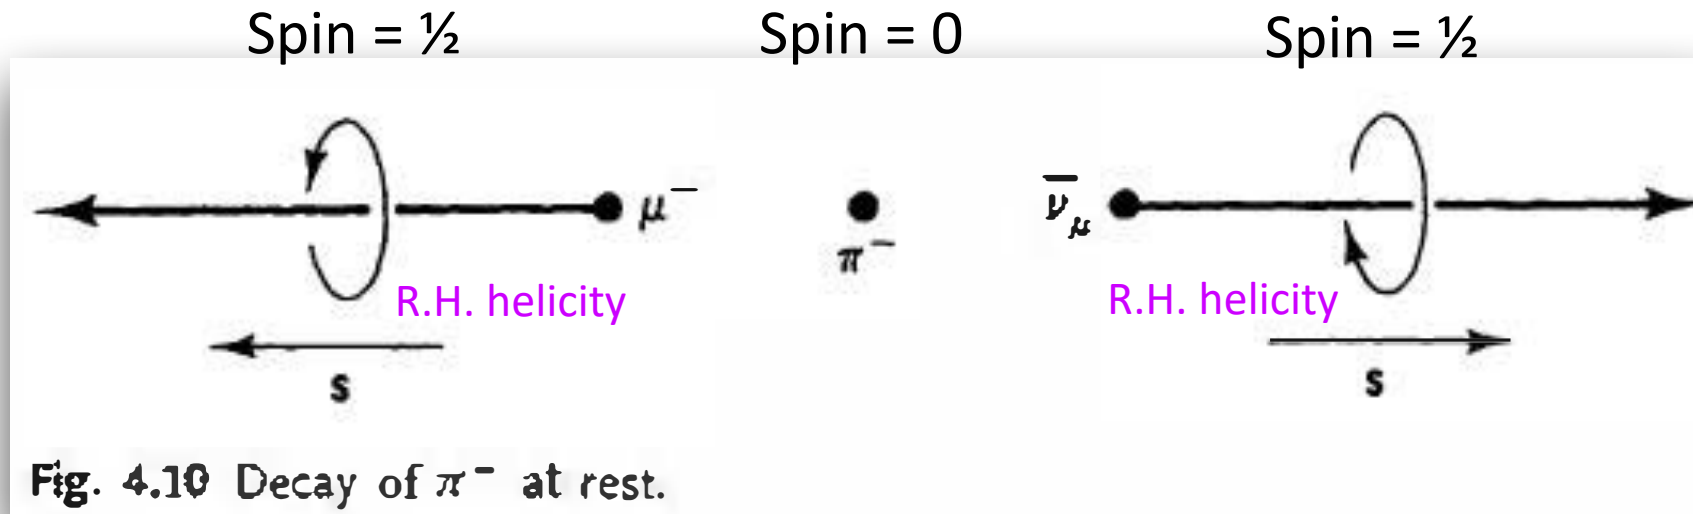 Spin = ½ Spin = 0 Spin = ½
μ⁻ π⁻ ν̅μ
R.H. helicity R.H. helicity
s s
Fig. 4.10 Decay of π⁻ at rest.